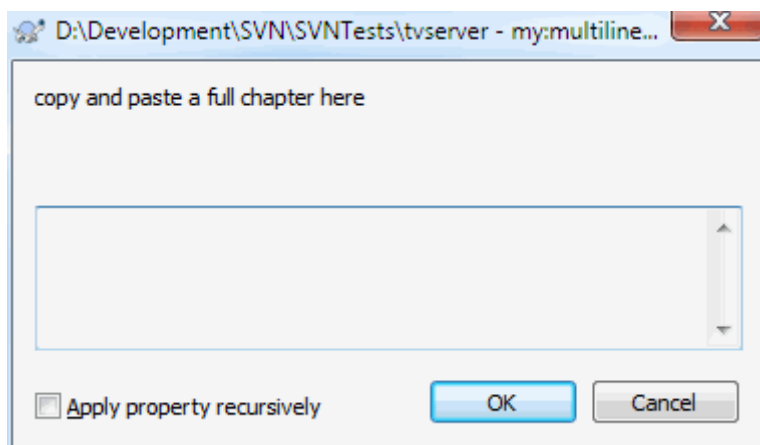 D:\Development\SVN\SVNTests\tvserver - my:multiline...
copy and paste a full chapter here
Apply property recursively
OK
Cancel